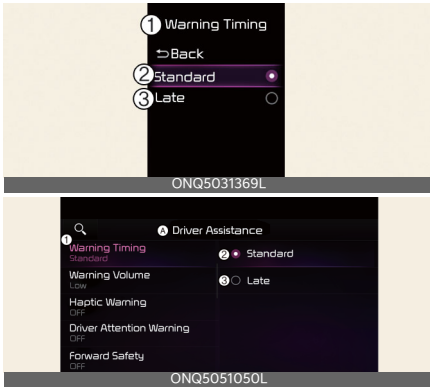 ① Warning Timing
⮌Back
② Standard
③ Late
ONQ5031369L
Ⓐ Driver Assistance
① Warning Timing
Standard
② Standard
Warning Volume
Low
③ Late
Haptic Warning
OFF
Driver Attention Warning
OFF
Forward Safety
OFF
ONQ5051050L